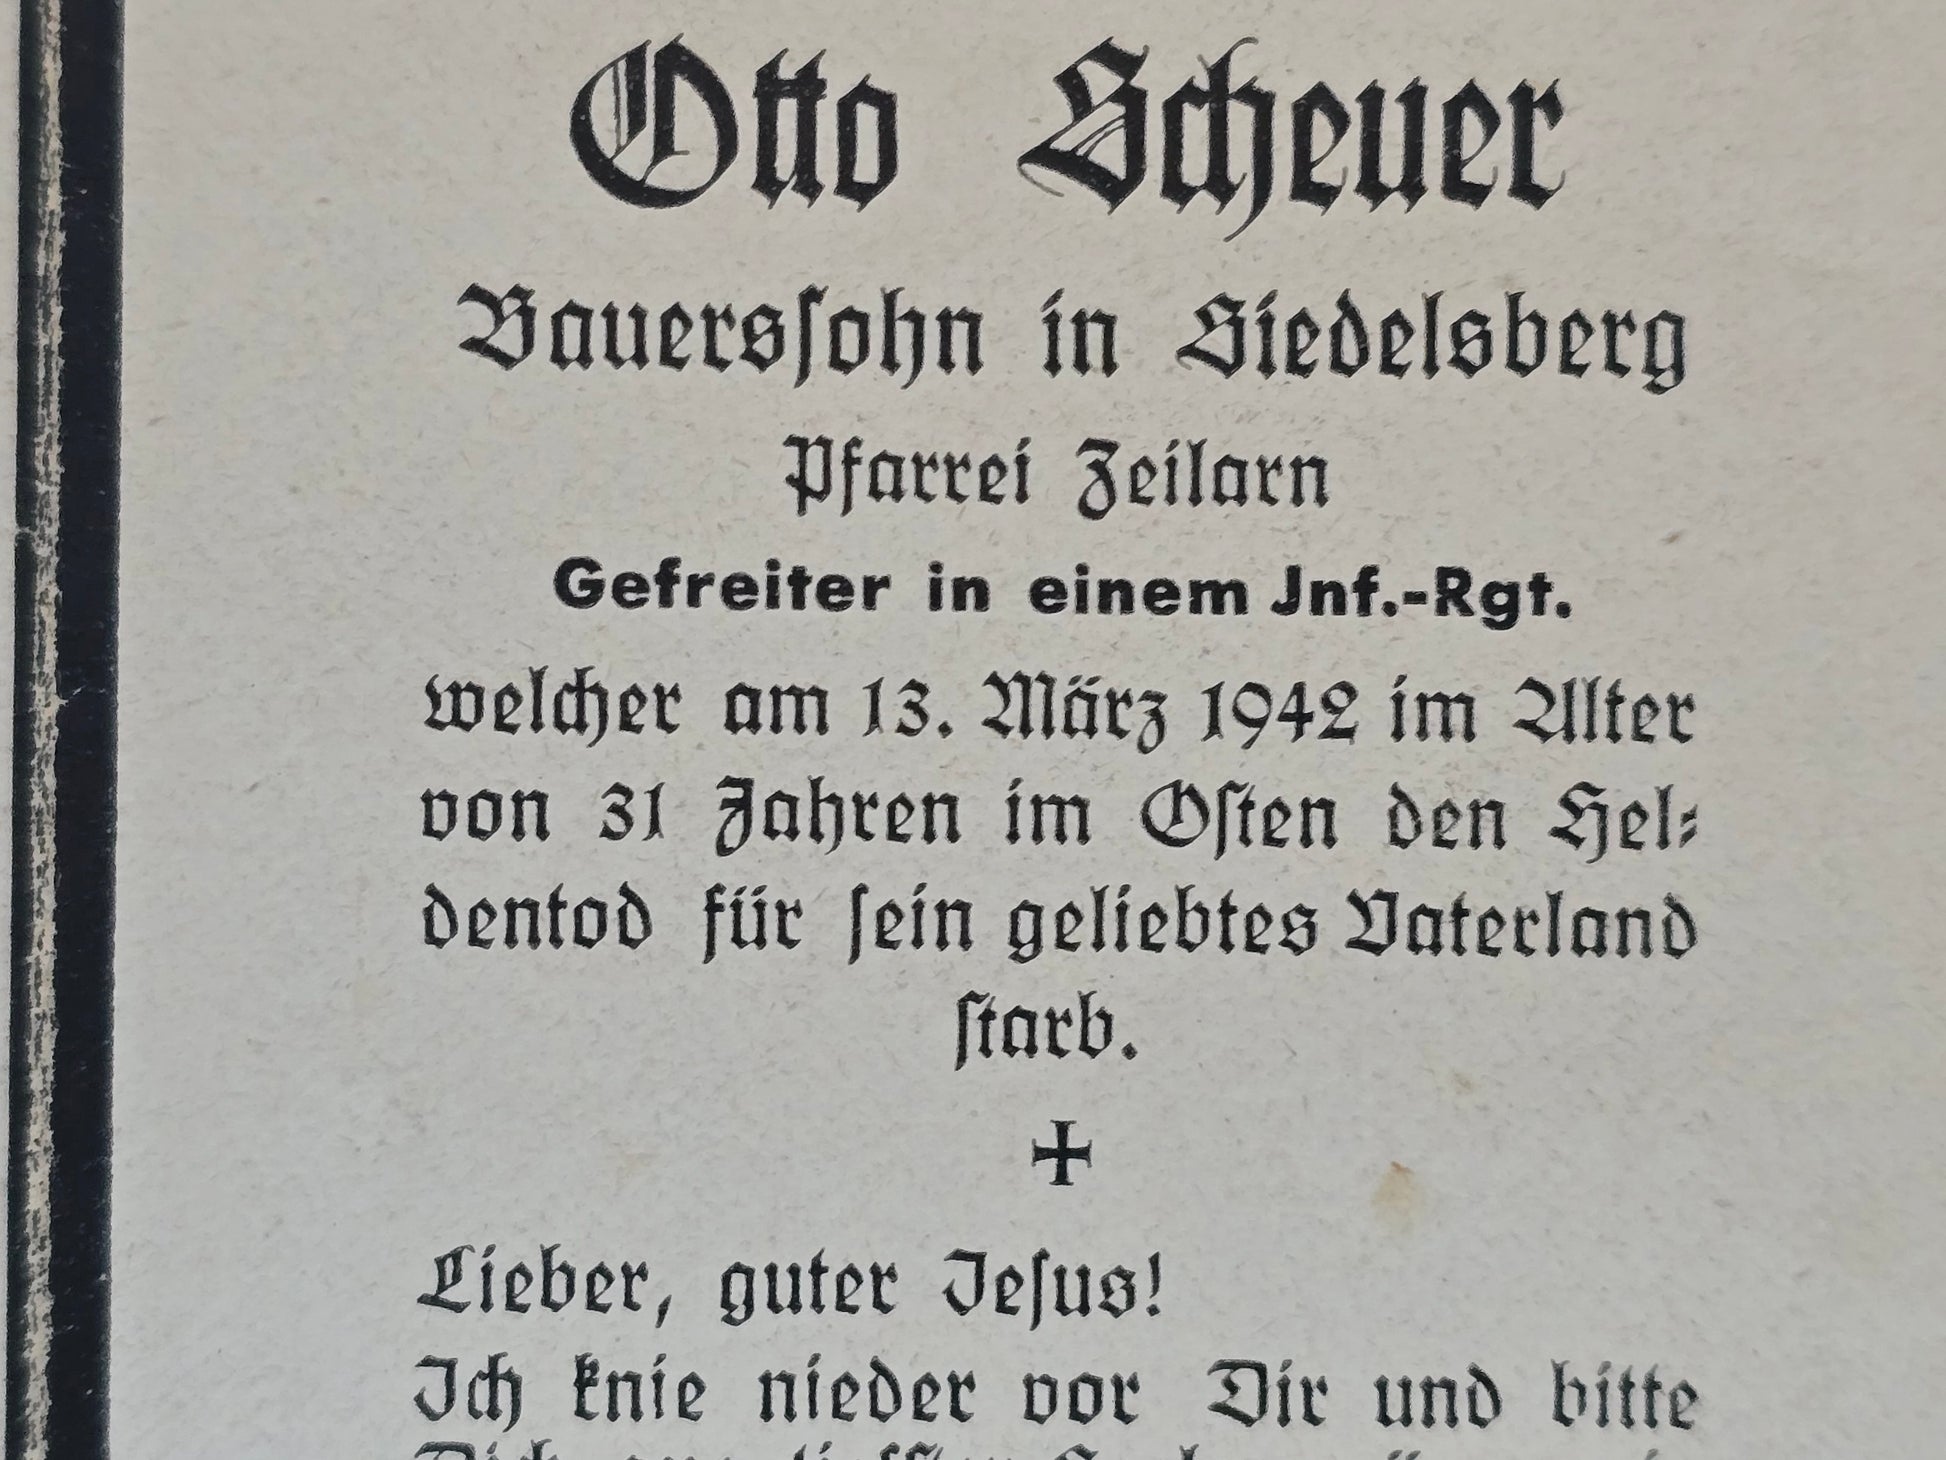 Otto Scheuer
Bauerssohn in Siedelsberg
Pfarrei Zeilarn
Gefreiter in einem Jnf.-Rgt.
welcher am 13. März 1942 im Alter
von 31 Jahren im Osten den Hel-
dentod für sein geliebtes Vaterland
starb.
Lieber, guter Jesus!
Ich knie nieder vor Dir und bitte